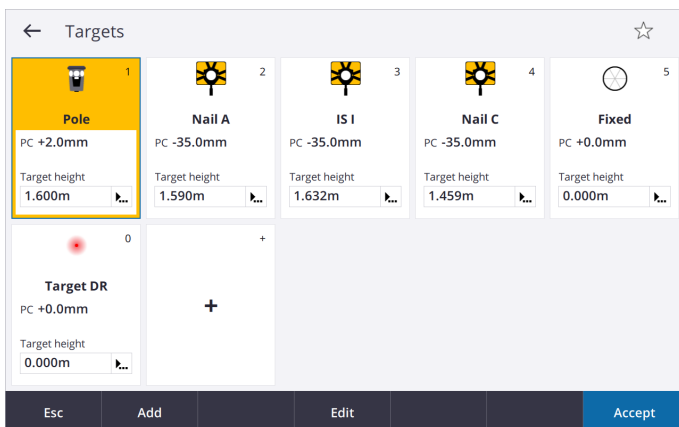 ← Targets
1
2
3
4
5
Pole
Nail A
IS I
Nail C
Fixed
PC +2.0mm
PC -35.0mm
PC -35.0mm
PC -35.0mm
PC +0.0mm
Target height
Target height
Target height
Target height
Target height
1.600m
1.590m
1.632m
1.459m
0.000m
0
+
Target DR
+
PC +0.0mm
Target height
0.000m
Esc
Add
Edit
Accept